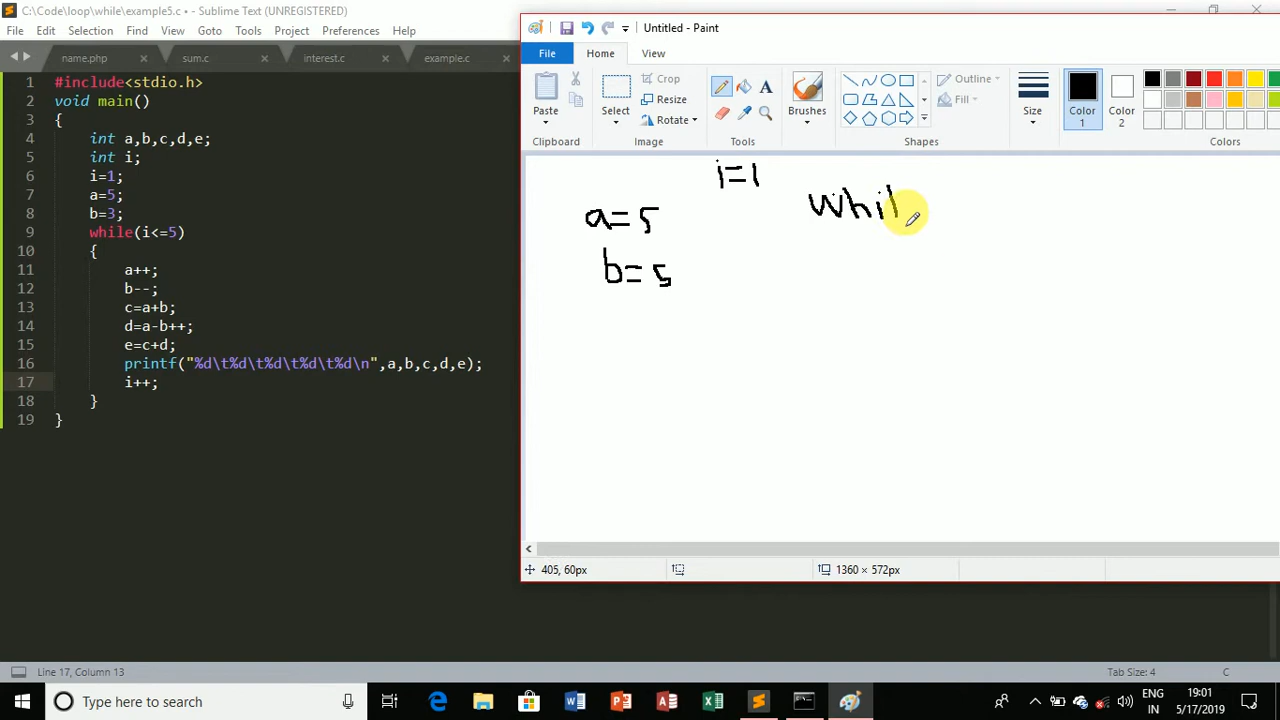 C:\Code\loop\while\example5.c • - Sublime Text (UNREGISTERED)
File Edit Selection Find View Goto Tools Project Preferences Help
name.php sum.c interest.c example.c
1 #include<stdio.h>
2 void main()
3 {
4 int a,b,c,d,e;
5 int i;
6 i=1;
7 a=5;
8 b=3;
9 while(i<=5)
10 {
11 a++;
12 b--;
13 c=a+b;
14 d=a-b++;
15 e=c+d;
16 printf("%d\t%d\t%d\t%d\t%d\n",a,b,c,d,e);
17 i++;
18 }
19 }
Untitled - Paint
File Home View
Paste
Select
Crop
Resize
Rotate
Brushes
Size
Outline
Fill
Color 1
Color 2
Clipboard Image Tools Shapes Colors
i=1
a=5
whil
b=5
405, 60px
1360 × 572px
Line 17, Column 13
Tab Size: 4
C
Type here to search
ENG
IN
19:01
5/17/2019